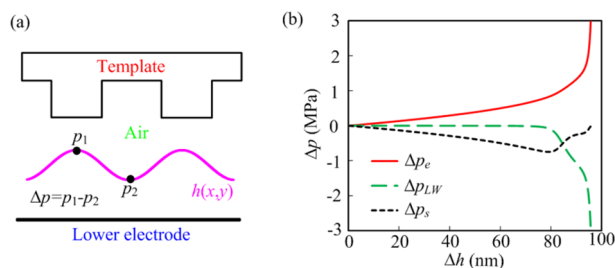 (a)
Template
Air
p1
p2
Δp=p1-p2
h(x,y)
Lower electrode
(b)
3
2
1
0
-1
-2
-3
Δp (MPa)
Δpe
ΔpLW
Δps
0 20 40 60 80 100
Δh (nm)